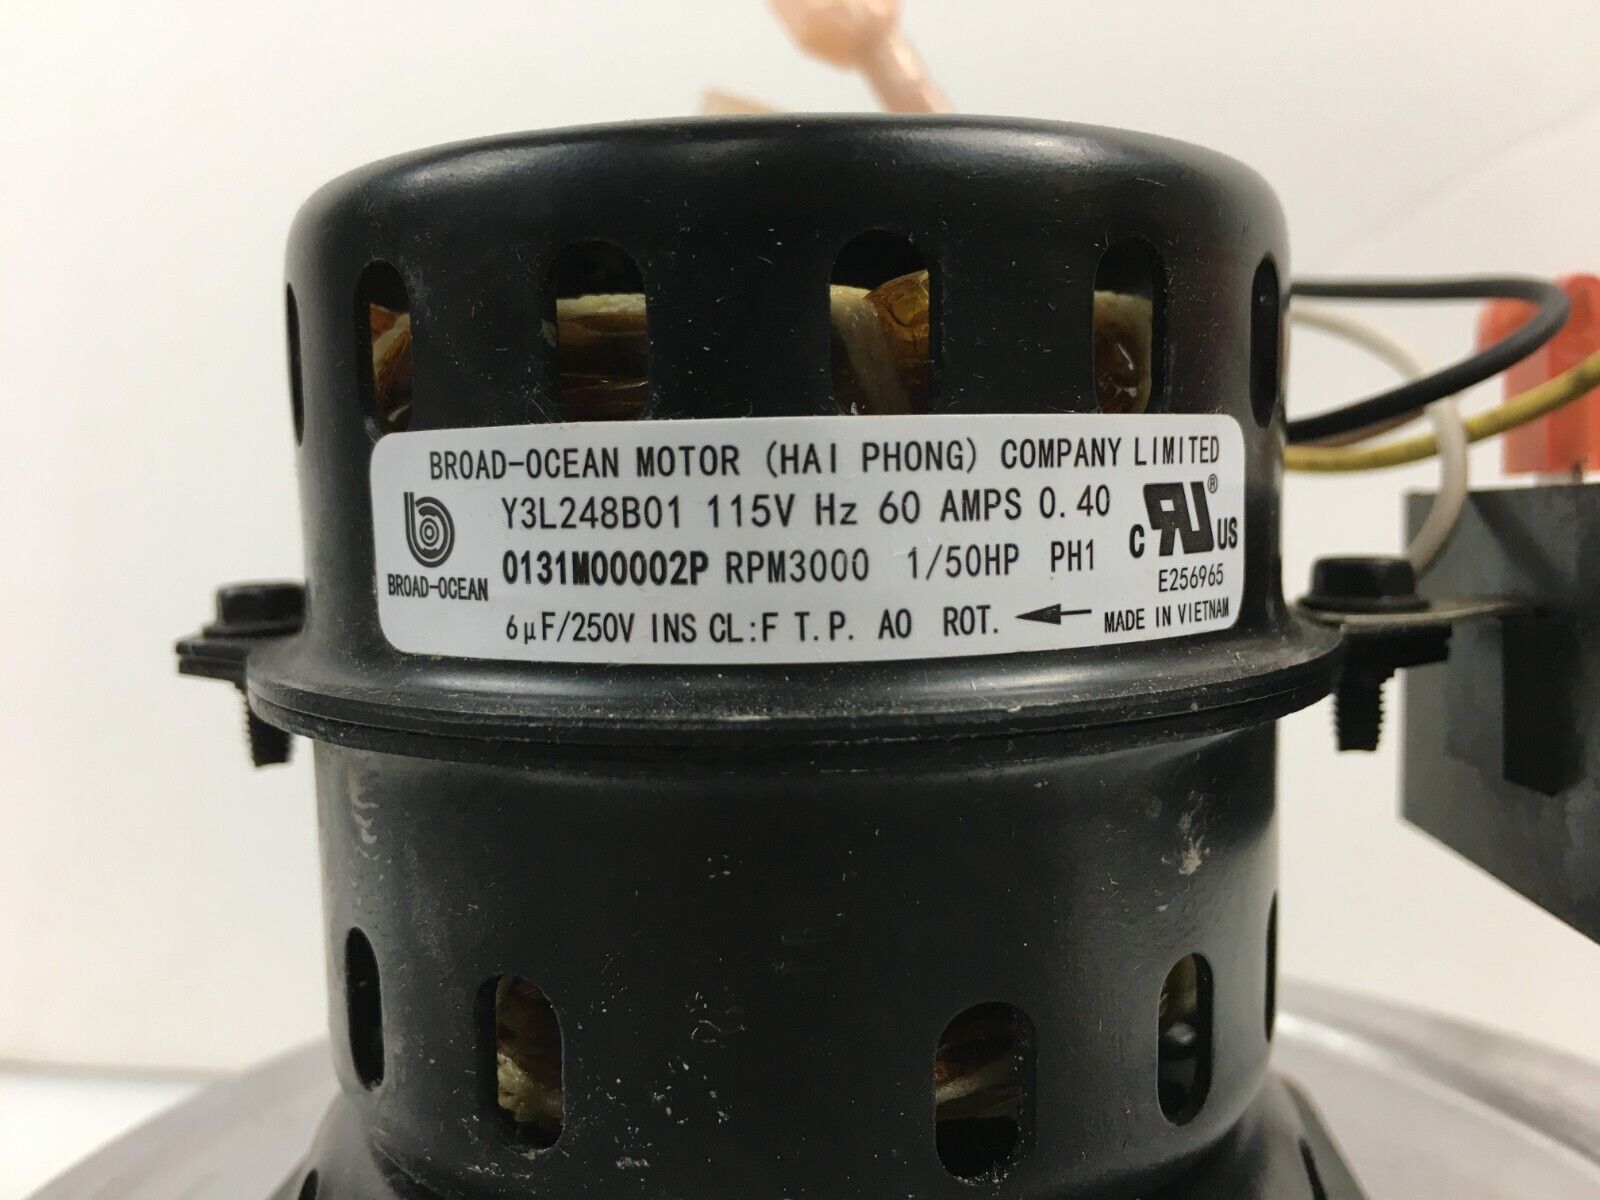 BROAD-OCEAN MOTOR (HAI PHONG) COMPANY LIMITED
Y3L248B01 115V Hz 60 AMPS 0.40
0131M00002P RPM3000 1/50HP PH1
6μF/250V INS CL:F T.P. AO ROT.
BROAD-OCEAN
C RU® US
E256965
MADE IN VIETNAM